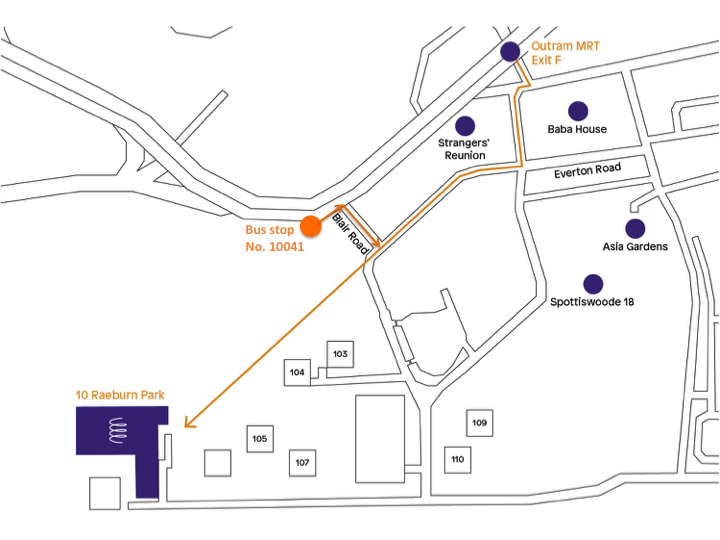 Outram MRT
Exit F
Strangers'
Reunion
Baba House
Everton Road
Bus stop
No. 10041
Blair Road
Asia Gardens
Spottiswoode 18
103
104
10 Raeburn Park
105
107
109
110